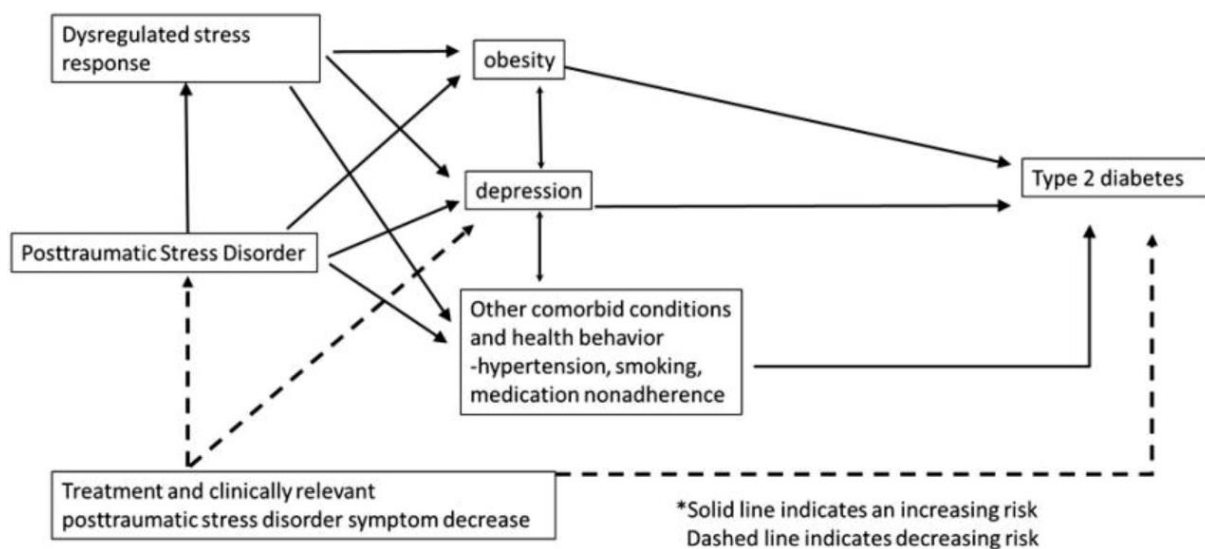 Dysregulated stress
response
obesity
depression
Type 2 diabetes
Posttraumatic Stress Disorder
Other comorbid conditions
and health behavior
-hypertension, smoking,
medication nonadherence
Treatment and clinically relevant
posttraumatic stress disorder symptom decrease
*Solid line indicates an increasing risk
Dashed line indicates decreasing risk